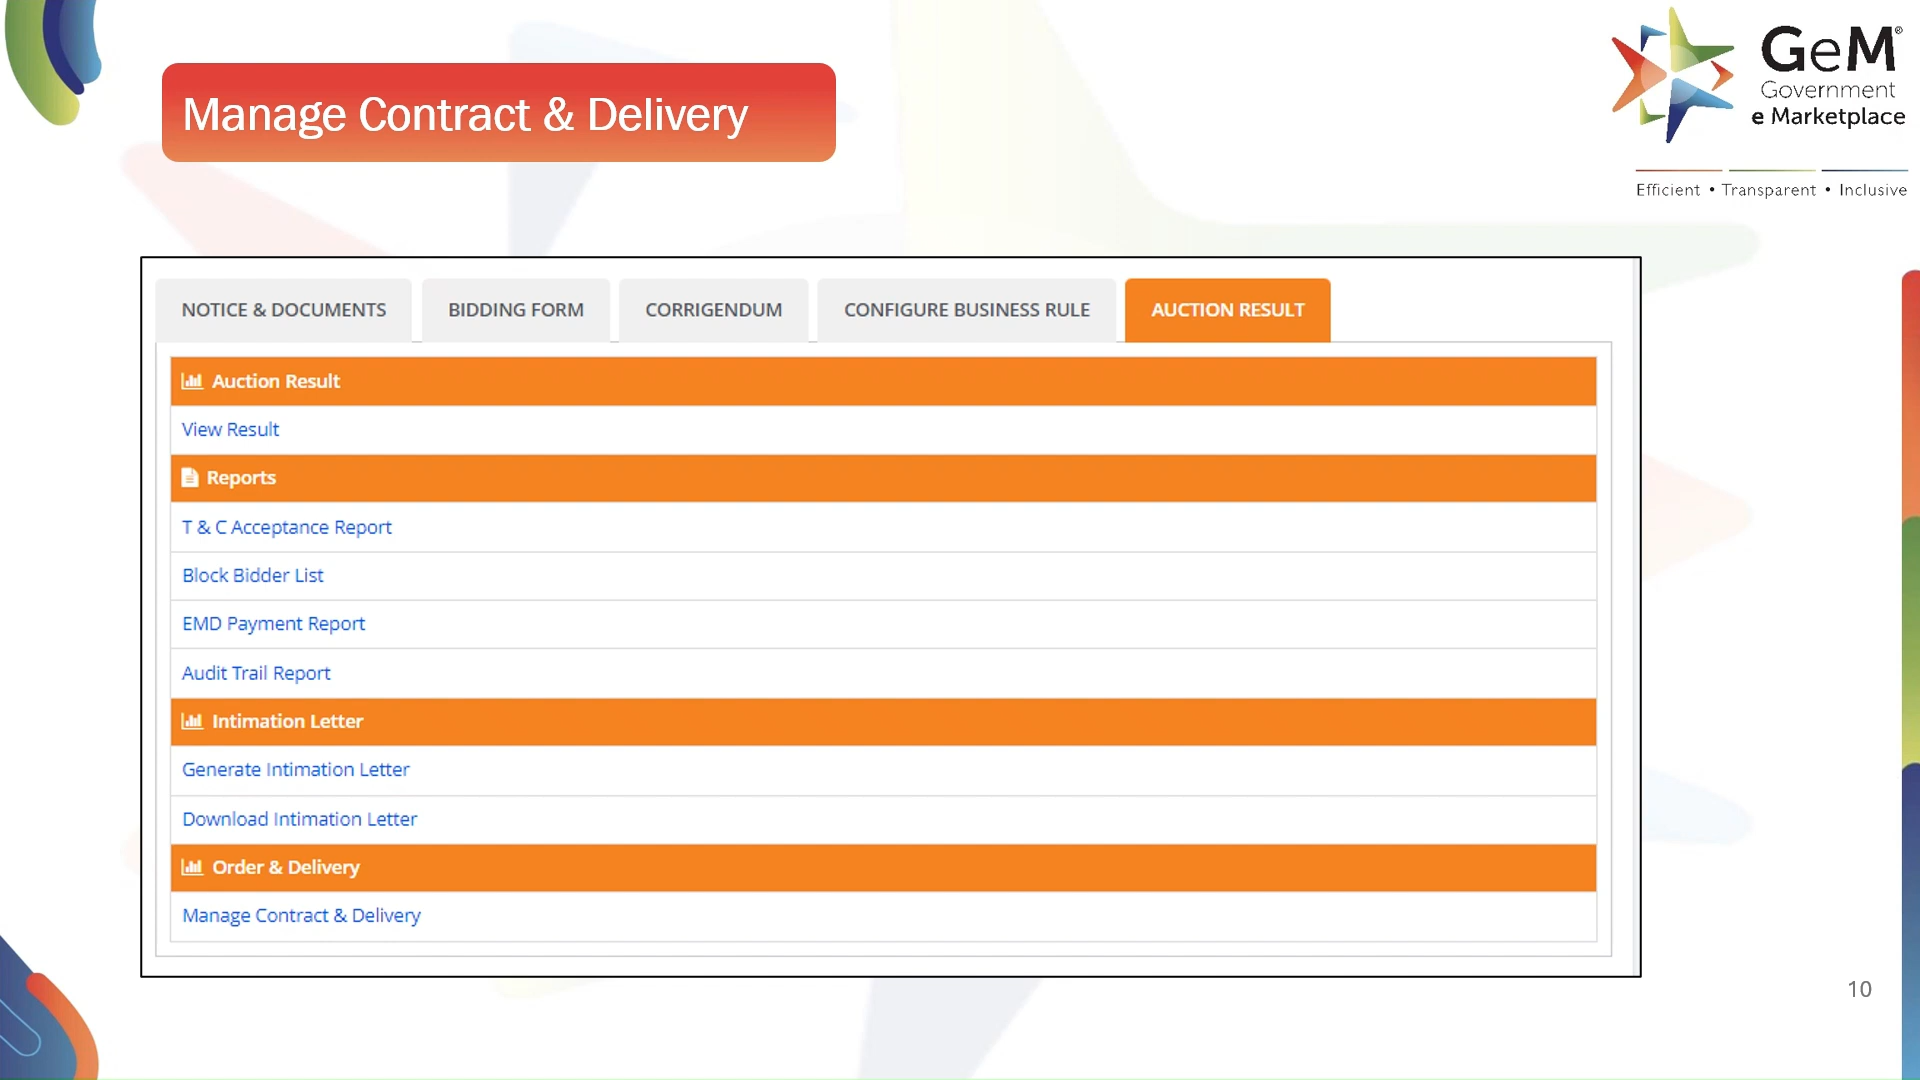 Manage Contract & Delivery
GeM®
Government
e Marketplace
Efficient • Transparent • Inclusive
NOTICE & DOCUMENTS
BIDDING FORM
CORRIGENDUM
CONFIGURE BUSINESS RULE
AUCTION RESULT
Auction Result
View Result
Reports
T & C Acceptance Report
Block Bidder List
EMD Payment Report
Audit Trail Report
Intimation Letter
Generate Intimation Letter
Download Intimation Letter
Order & Delivery
Manage Contract & Delivery
10